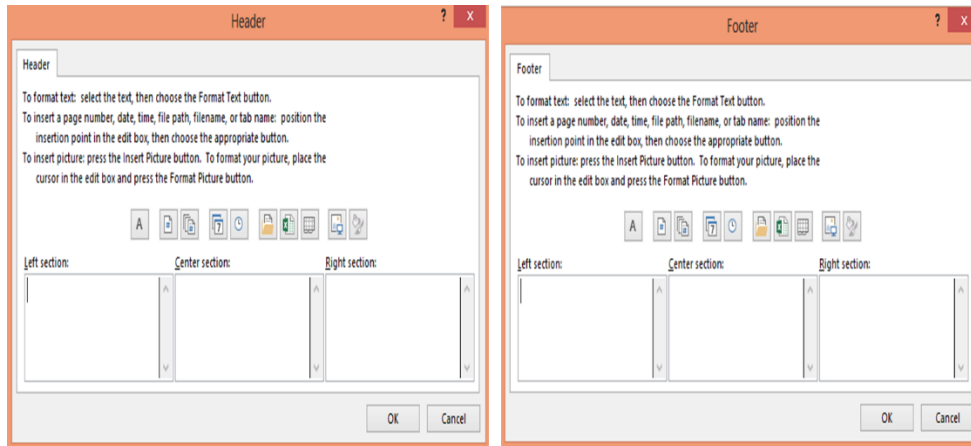 Header
? x
Header
To format text: select the text, then choose the Format Text button.
To insert a page number, date, time, file path, filename, or tab name: position the
insertion point in the edit box, then choose the appropriate button.
To insert picture: press the Insert Picture button. To format your picture, place the
cursor in the edit box and press the Format Picture button.
A
7
Left section:
Center section:
Right section:
OK
Cancel
Footer
? x
Footer
To format text: select the text, then choose the Format Text button.
To insert a page number, date, time, file path, filename, or tab name: position the
insertion point in the edit box, then choose the appropriate button.
To insert picture: press the Insert Picture button. To format your picture, place the
cursor in the edit box and press the Format Picture button.
A
7
Left section:
Center section:
Right section:
OK
Cancel